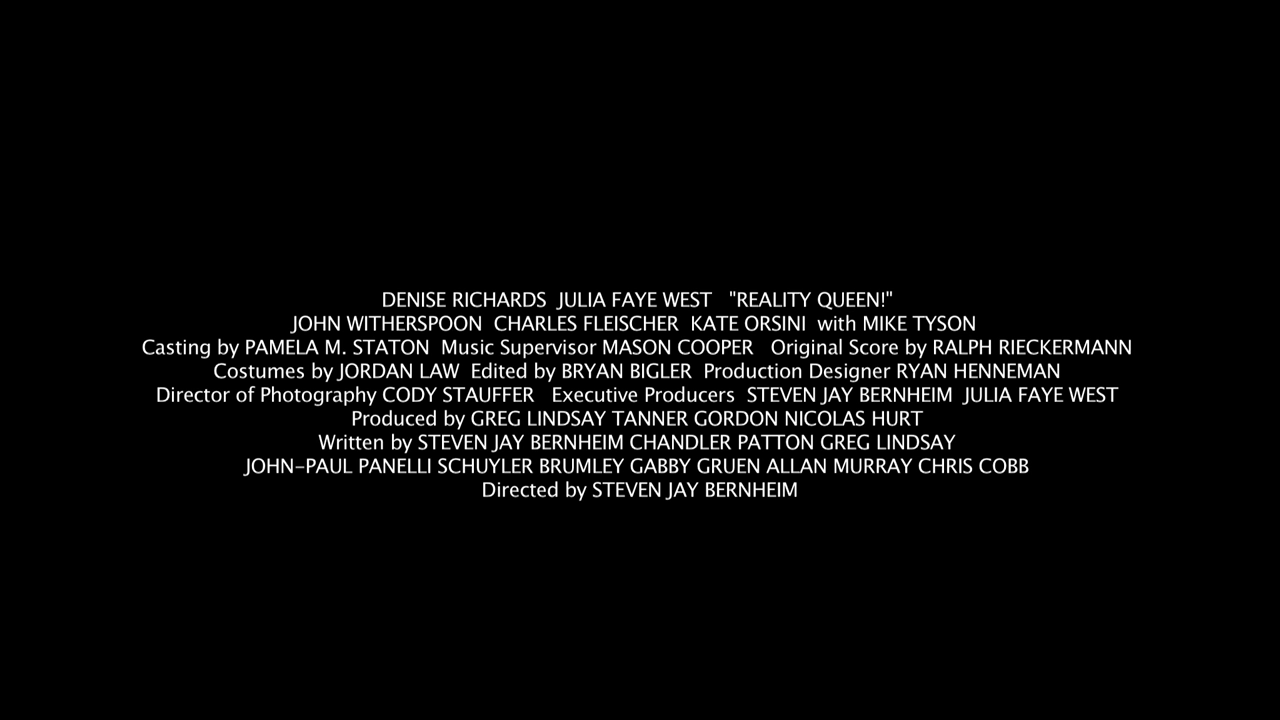 DENISE RICHARDS JULIA FAYE WEST "REALITY QUEEN!"
JOHN WITHERSPOON CHARLES FLEISCHER KATE ORSINI with MIKE TYSON
Casting by PAMELA M. STATON Music Supervisor MASON COOPER Original Score by RALPH RIECKERMANN
Costumes by JORDAN LAW Edited by BRYAN BIGLER Production Designer RYAN HENNEMAN
Director of Photography CODY STAUFFER Executive Producers STEVEN JAY BERNHEIM JULIA FAYE WEST
Produced by GREG LINDSAY TANNER GORDON NICOLAS HURT
Written by STEVEN JAY BERNHEIM CHANDLER PATTON GREG LINDSAY
JOHN-PAUL PANELLI SCHUYLER BRUMLEY GABBY GRUEN ALLAN MURRAY CHRIS COBB
Directed by STEVEN JAY BERNHEIM